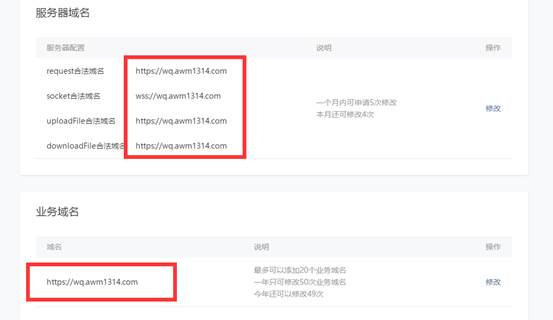 服务器域名
服务器配置 说明 操作
request合法域名 https://wq.awm1314.com
socket合法域名 wss://wq.awm1314.com
一个月内可申请5次修改
本月还可修改4次
修改
uploadFile合法域名 https://wq.awm1314.com
downloadFile合法域名 https://wq.awm1314.com
业务域名
域名 说明 操作
https://wq.awm1314.com
最多可以添加20个业务域名
一年只可修改50次业务域名
今年还可以修改49次
修改